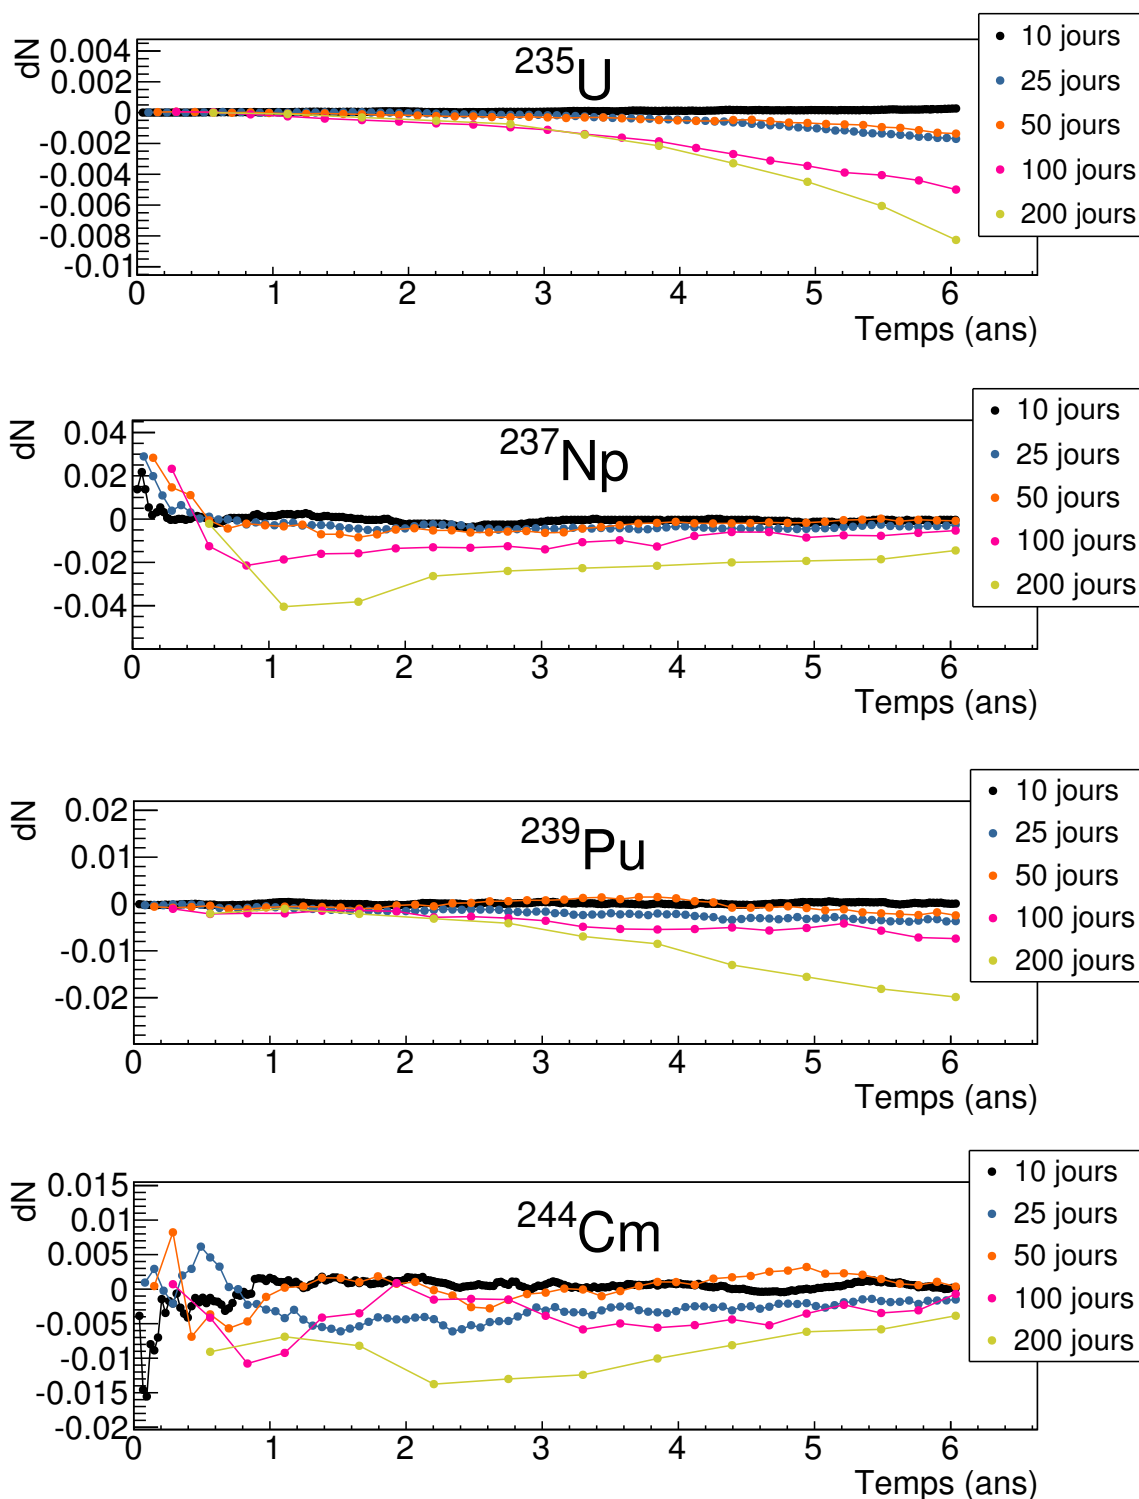 dN
0.004
0.002
0
-0.002
-0.004
-0.006
-0.008
-0.01
²³⁵U
10 jours
25 jours
50 jours
100 jours
200 jours
0 1 2 3 4 5 6
Temps (ans)
dN
0.04
0.02
0
-0.02
-0.04
²³⁷Np
10 jours
25 jours
50 jours
100 jours
200 jours
0 1 2 3 4 5 6
Temps (ans)
dN
0.02
0.01
0
-0.01
-0.02
²³⁹Pu
10 jours
25 jours
50 jours
100 jours
200 jours
0 1 2 3 4 5 6
Temps (ans)
dN
0.015
0.01
0.005
0
-0.005
-0.01
-0.015
-0.02
²⁴⁴Cm
10 jours
25 jours
50 jours
100 jours
200 jours
0 1 2 3 4 5 6
Temps (ans)